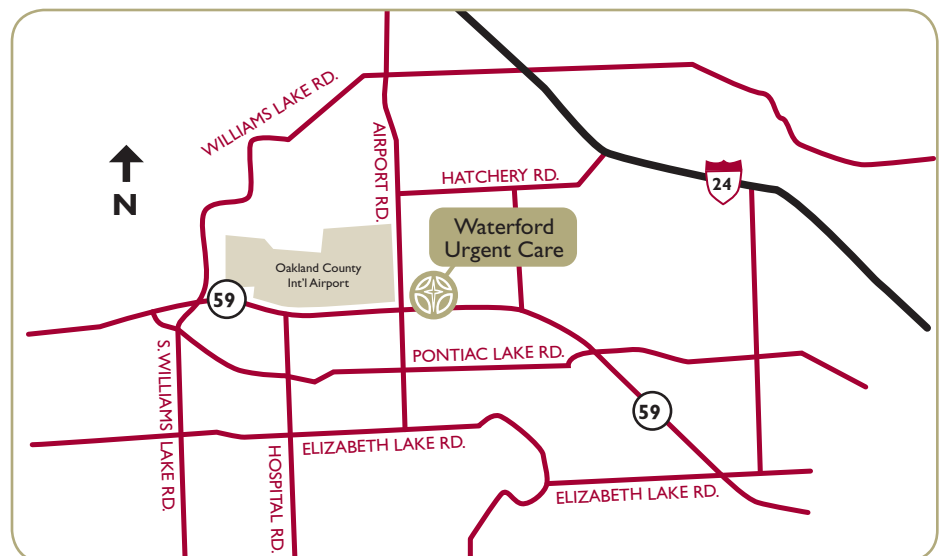 WILLIAMS LAKE RD.
AIRPORT RD.
HATCHERY RD.
24
N
Waterford
Urgent Care
Oakland County
Int'l Airport
59
PONTIAC LAKE RD.
S. WILLIAMS LAKE RD.
59
ELIZABETH LAKE RD.
HOSPITAL RD.
ELIZABETH LAKE RD.